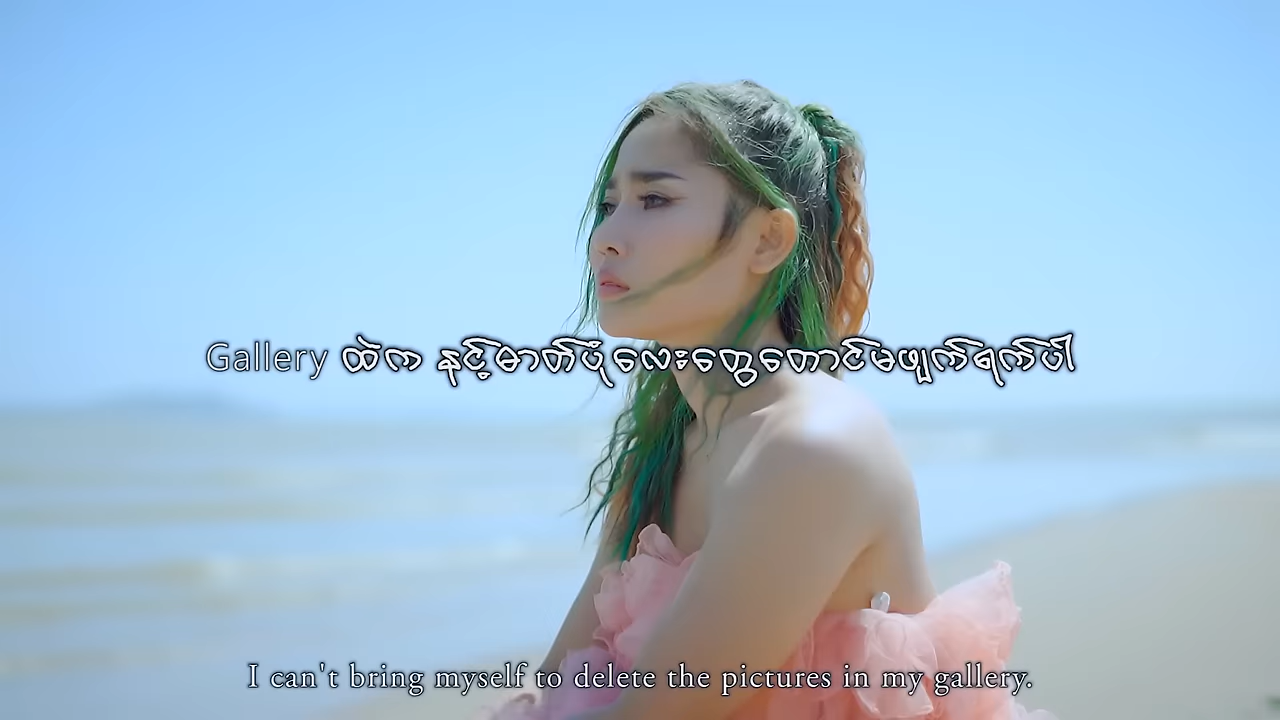 Gallery ထဲက နင့်ဓာတ်ပုံလေးတွေတောင်မဖျက်ရက်ပါ
I can't bring myself to delete the pictures in my gallery.